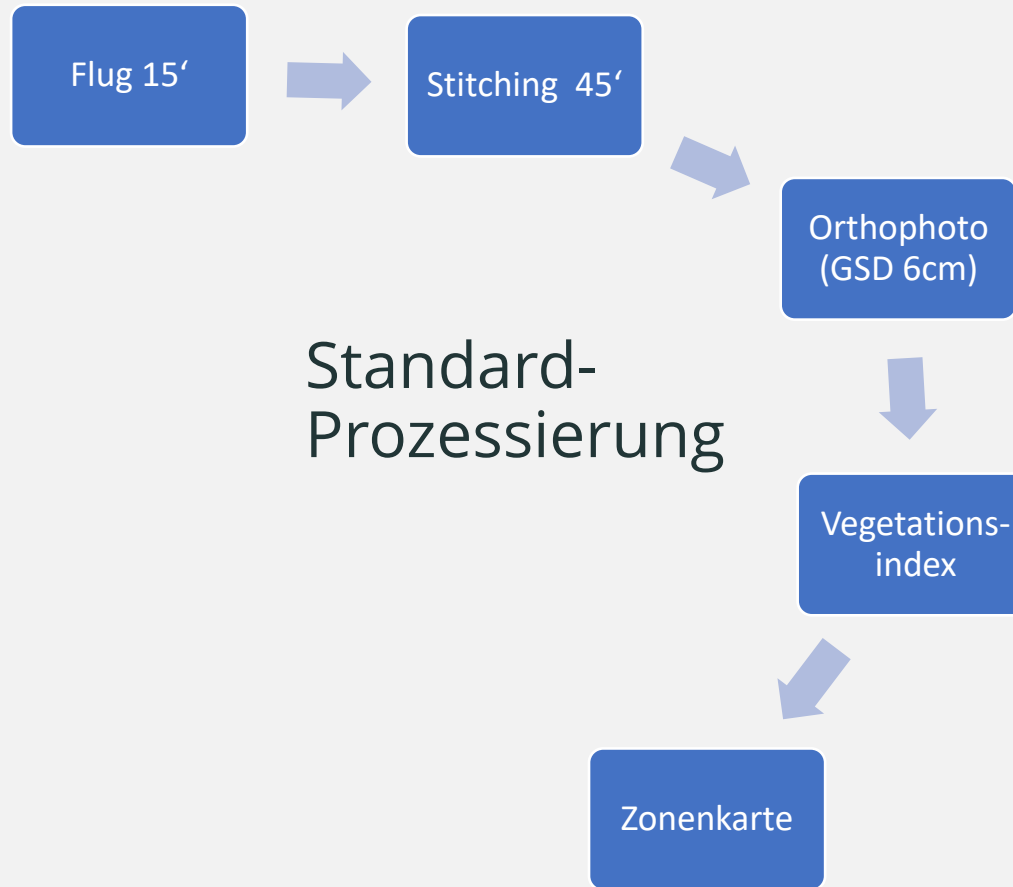 Flug 15‘
Stitching  45‘
Orthophoto
(GSD 6cm)
Standard-
Prozessierung
Vegetations-
index
Zonenkarte